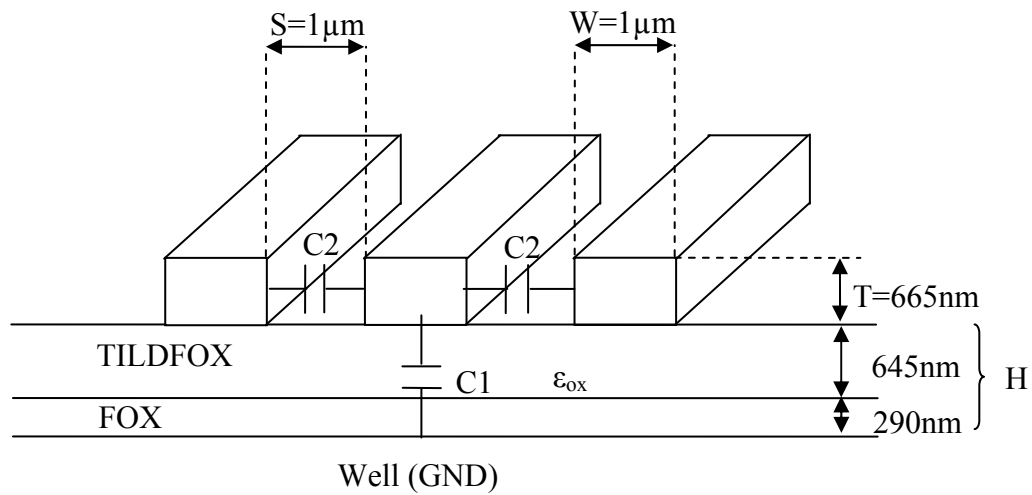 S=1µm
W=1µm
C2
C2
T=665nm
TILDFOX
645nm
H
C1
εox
FOX
290nm
Well (GND)